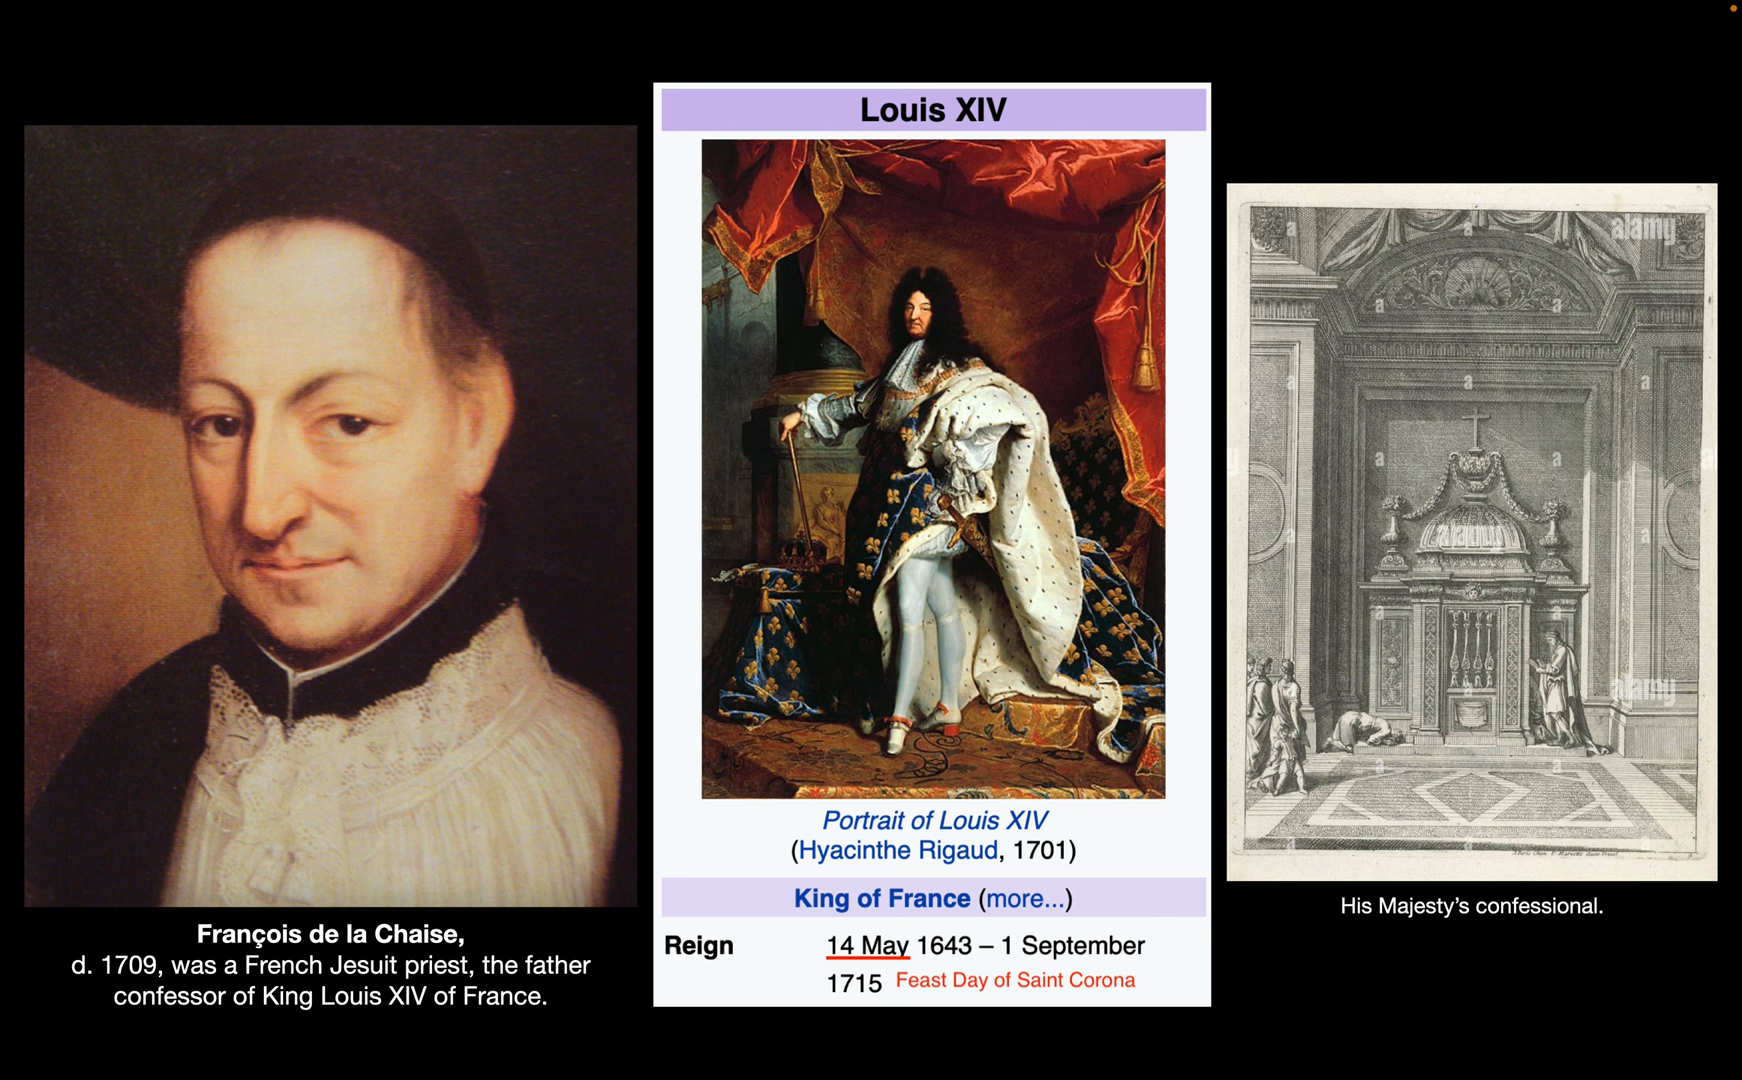 François de la Chaise,
d. 1709, was a French Jesuit priest, the father
confessor of King Louis XIV of France.
Louis XIV
Portrait of Louis XIV
(Hyacinthe Rigaud, 1701)
King of France (more...)
Reign 14 May 1643 – 1 September
1715 Feast Day of Saint Corona
alamy
a
a
a
a
a
a
a
a
a
a
a
a
alamy
a
His Majesty’s confessional.